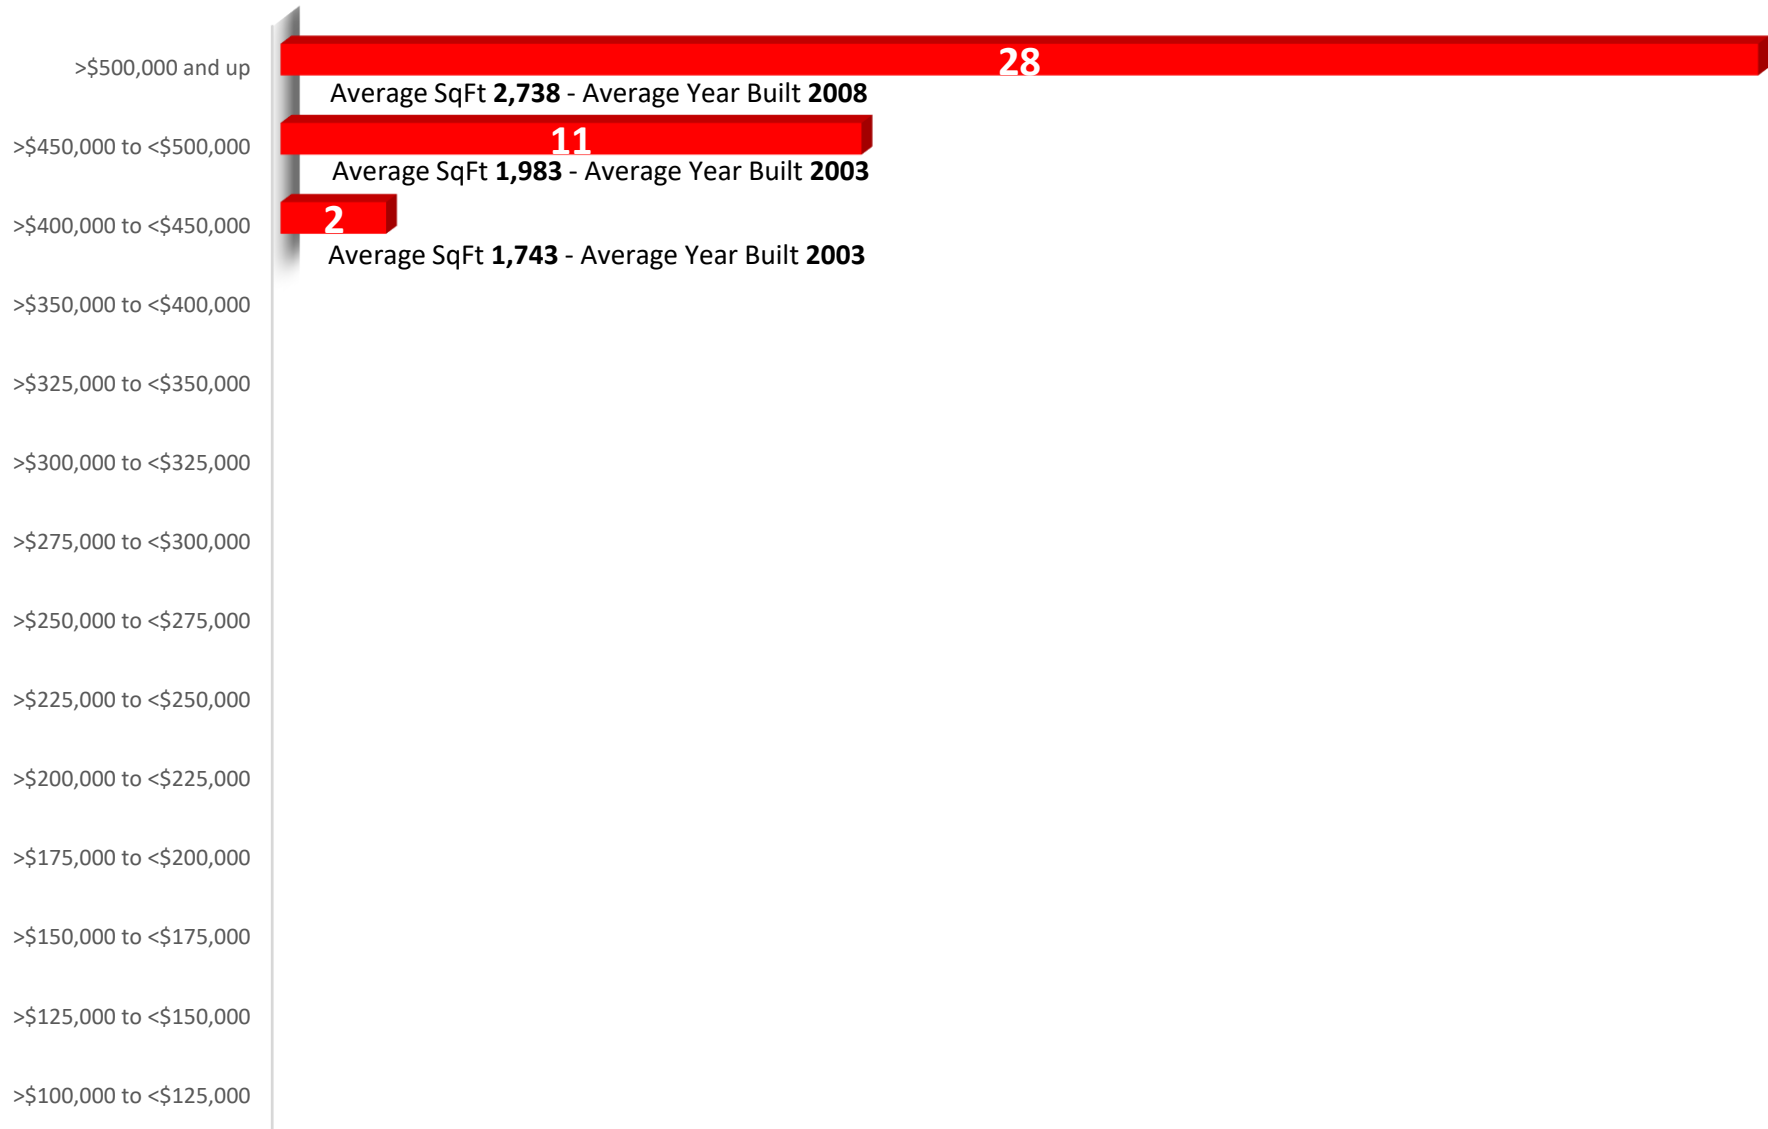 >$500,000 and up
28
Average SqFt 2,738 - Average Year Built 2008
>$450,000 to <$500,000
11
Average SqFt 1,983 - Average Year Built 2003
>$400,000 to <$450,000
2
Average SqFt 1,743 - Average Year Built 2003
>$350,000 to <$400,000
>$325,000 to <$350,000
>$300,000 to <$325,000
>$275,000 to <$300,000
>$250,000 to <$275,000
>$225,000 to <$250,000
>$200,000 to <$225,000
>$175,000 to <$200,000
>$150,000 to <$175,000
>$125,000 to <$150,000
>$100,000 to <$125,000